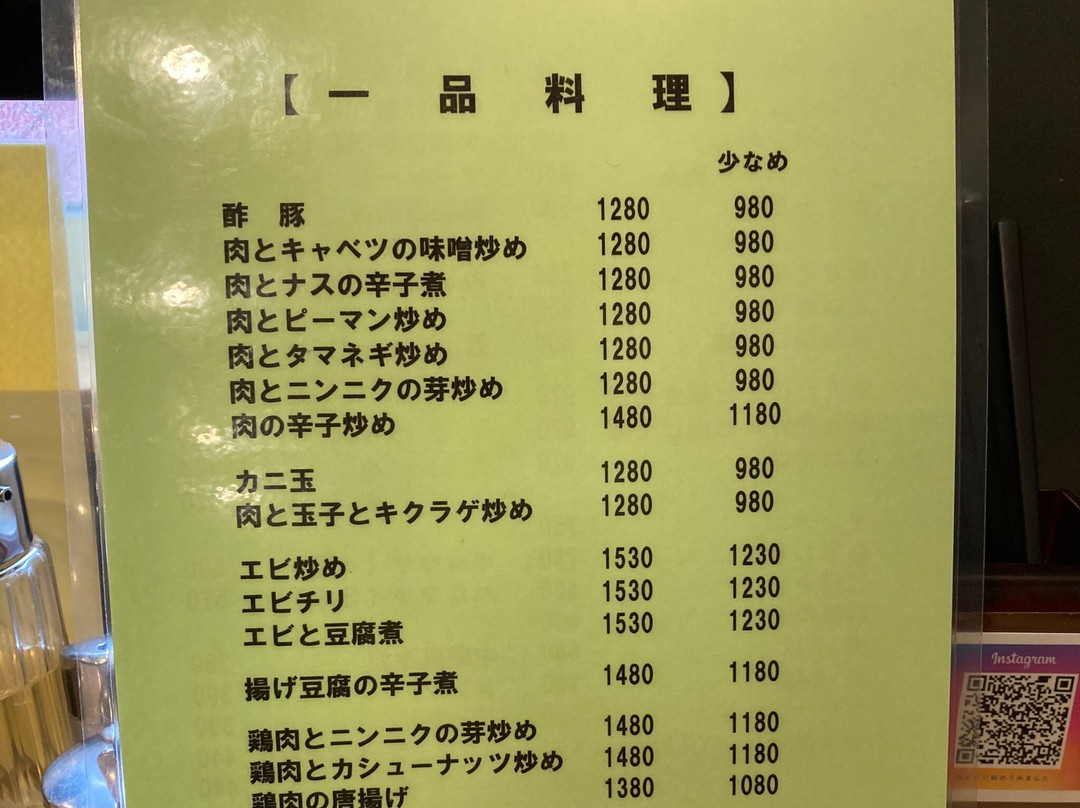 【一品料理】
少なめ
酢 豚 1280 980
肉とキャベツの味噌炒め 1280 980
肉とナスの辛子煮 1280 980
肉とピーマン炒め 1280 980
肉とタマネギ炒め 1280 980
肉とニンニクの芽炒め 1280 980
肉の辛子炒め 1480 1180
カニ玉 1280 980
肉と玉子とキクラゲ炒め 1280 980
エビ炒め 1530 1230
エビチリ 1530 1230
エビと豆腐煮 1530 1230
揚げ豆腐の辛子煮 1480 1180
鶏肉とニンニクの芽炒め 1480 1180
鶏肉とカシューナッツ炒め 1480 1180
鶏肉の唐揚げ 1380 1080
Instagram